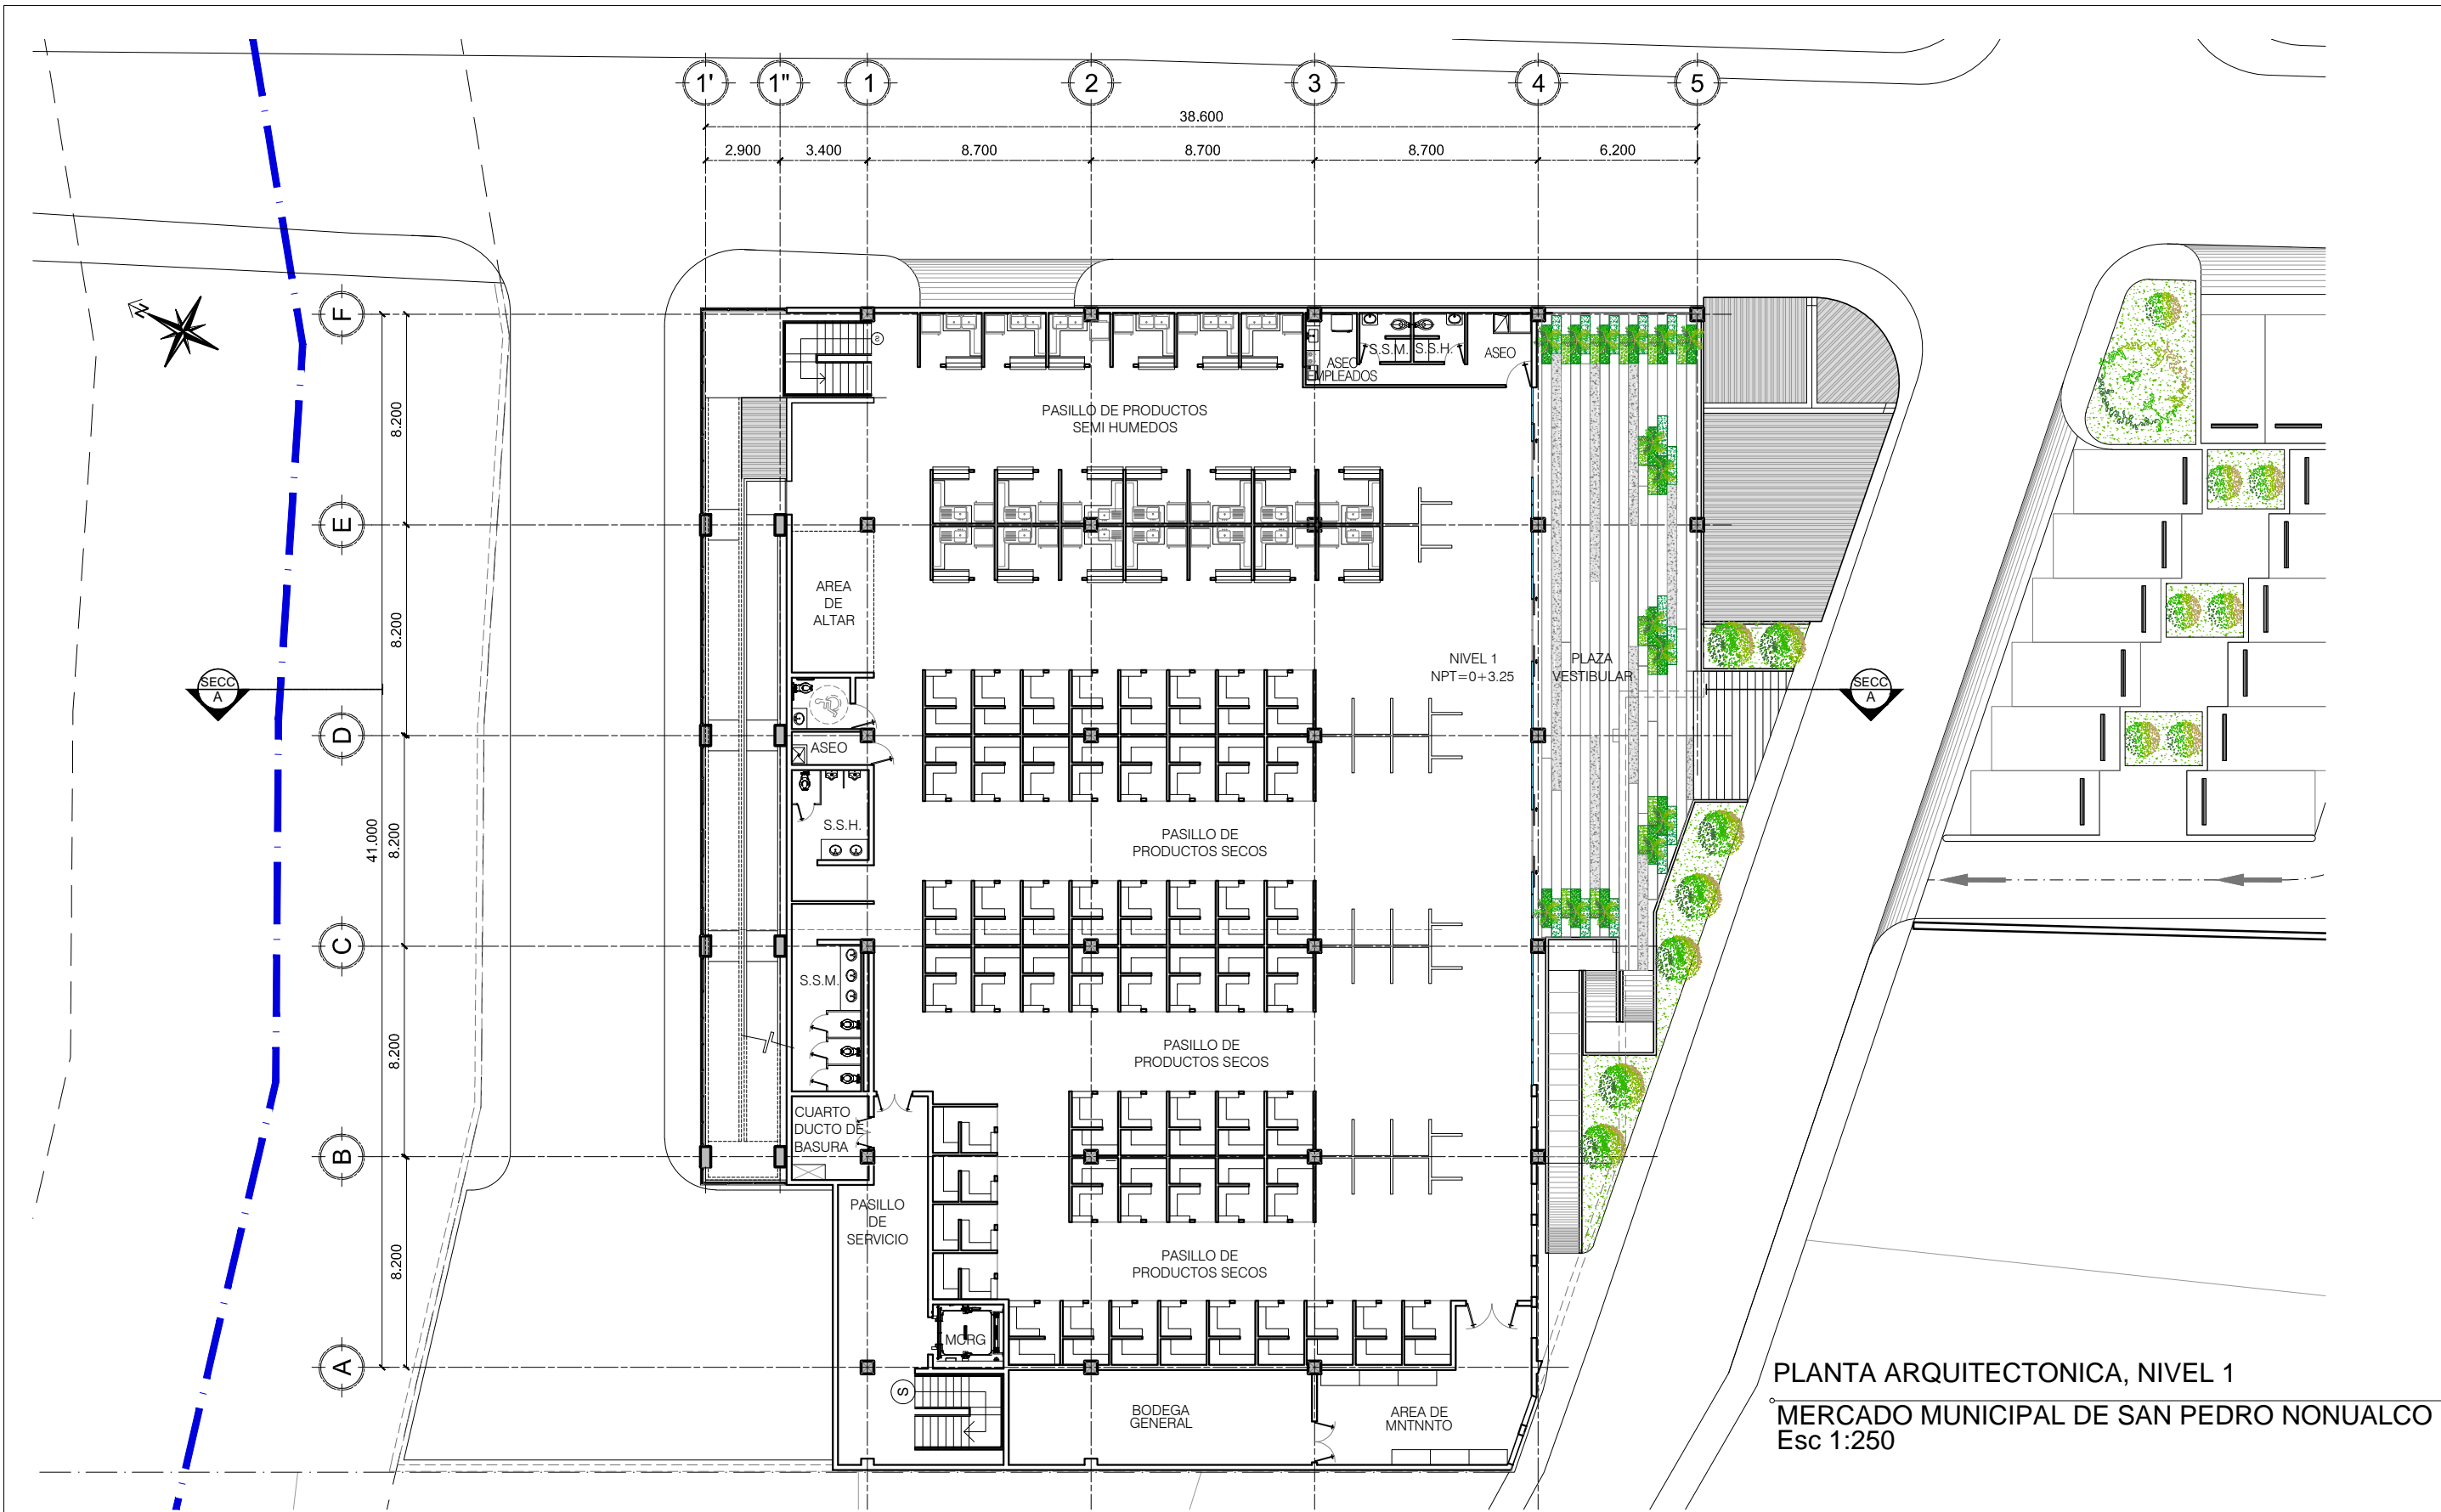 1' 1" 1 2 3 4 5
38.600
2.900 3.400 8.700 8.700 8.700 6.200
N
F
E
D
C
B
A
8.200
8.200
8.200
8.200
8.200
41.000
SECC
A
SECC
A
S
ASEO
EMPLEADOS
S.S.M.
S.S.H.
ASEO
PASILLO DE PRODUCTOS
SEMI HUMEDOS
AREA
DE
ALTAR
NIVEL 1
NPT=0+3.25
PLAZA
VESTIBULAR
ASEO
S.S.H.
PASILLO DE
PRODUCTOS SECOS
S.S.M.
PASILLO DE
PRODUCTOS SECOS
CUARTO
DUCTO DE
BASURA
PASILLO
DE
SERVICIO
PASILLO DE
PRODUCTOS SECOS
MCRG
S
BODEGA
GENERAL
AREA DE
MNTNNTO
PLANTA ARQUITECTONICA, NIVEL 1
MERCADO MUNICIPAL DE SAN PEDRO NONUALCO
Esc 1:250